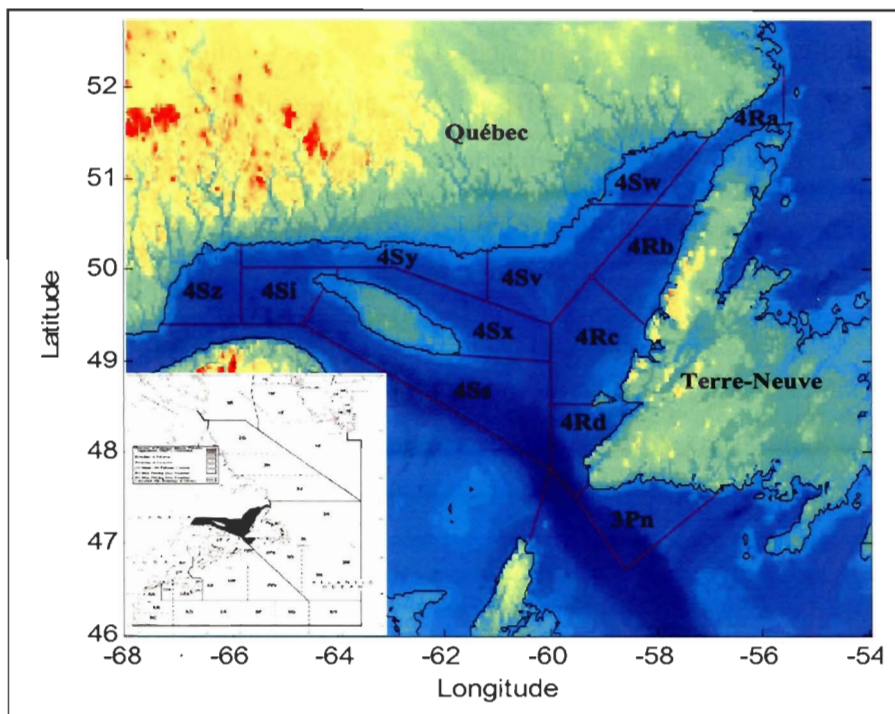 52
51
50
49
48
47
46
Latitude
-68
-66
-64
-62
-60
-58
-56
-54
Longitude
Québec
4Ra
4Sw
4Rb
4Sy
4Sv
4Sz
4Si
4Sx
4Rc
4Ss
Terre-Neuve
4Rd
3Pn